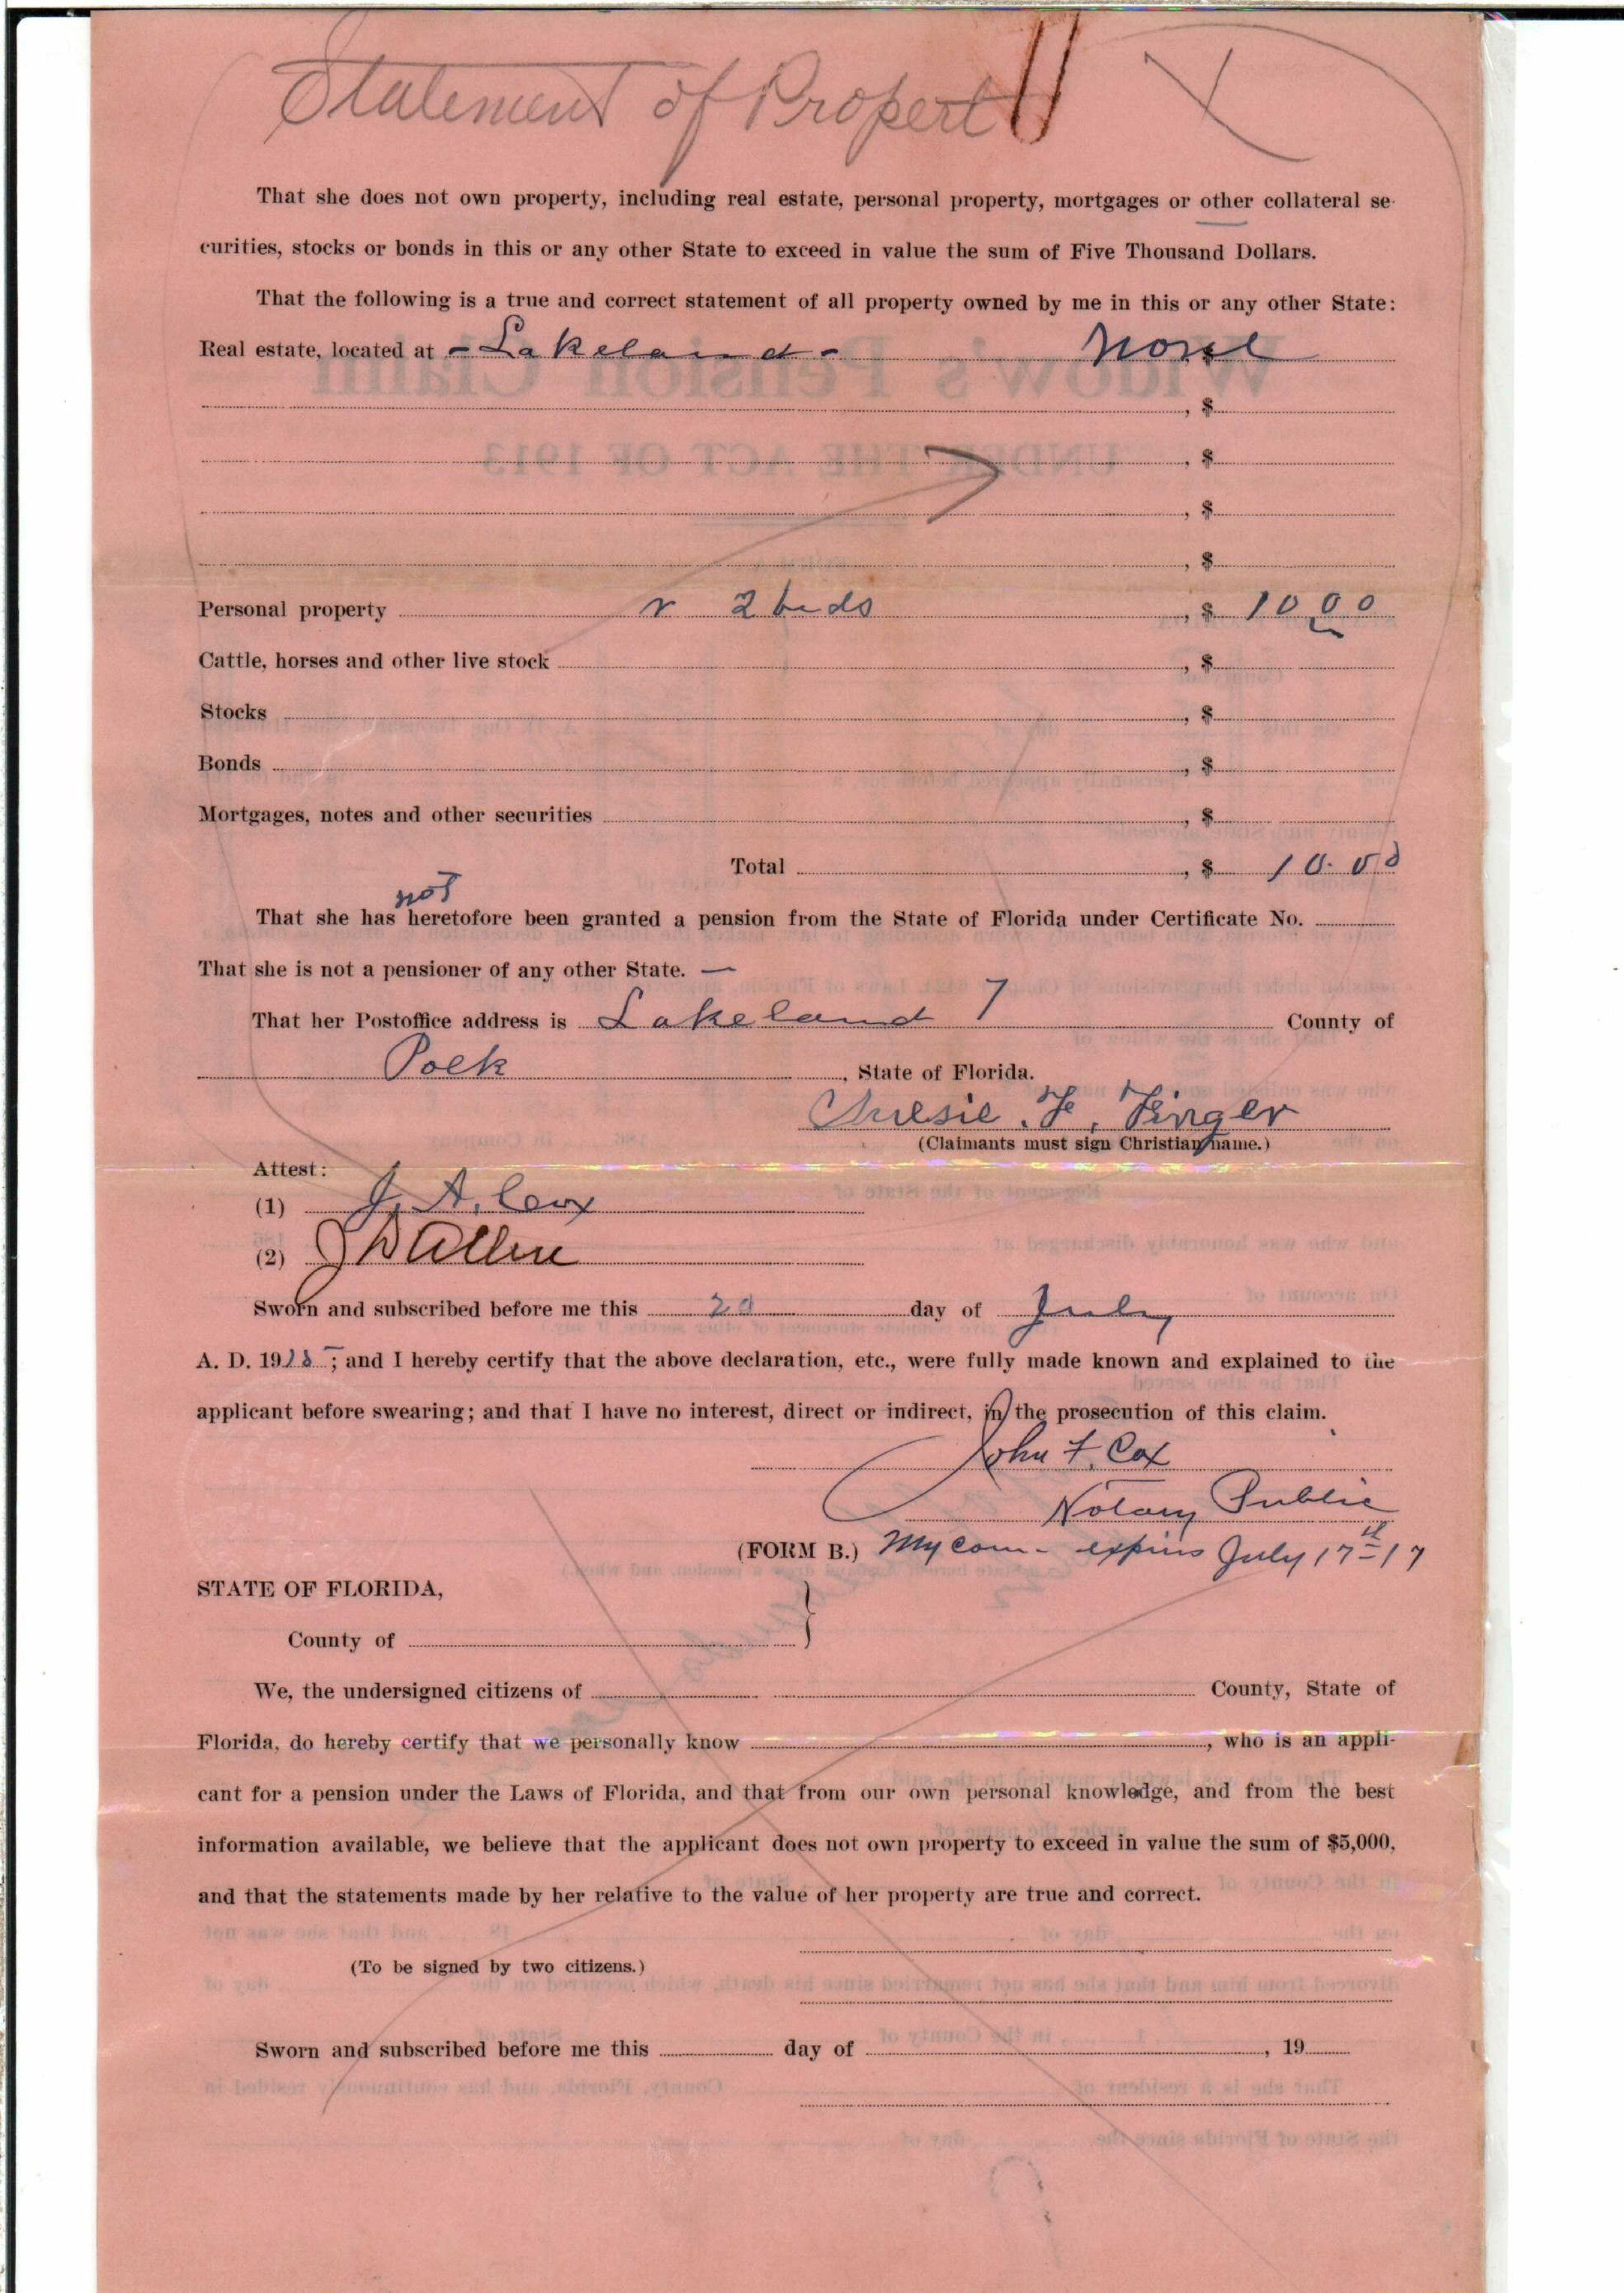 Statement of Propert
That she does not own property, including real estate, personal property, mortgages or other collateral se-
curities, stocks or bonds in this or any other State to exceed in value the sum of Five Thousand Dollars.
That the following is a true and correct statement of all property owned by me in this or any other State:
Real estate, located at - Lakeland - None
, $
, $
, $
, $
Personal property 2 beds , $ 10 00
Cattle, horses and other live stock , $
Stocks , $
Bonds , $
Mortgages, notes and other securities , $
Total , $ 10.00
not
That she has heretofore been granted a pension from the State of Florida under Certificate No.
That she is not a pensioner of any other State. —
That her Postoffice address is Lakeland County of
Polk , State of Florida.
F. Finger
(Claimants must sign Christian name.)
Attest:
(1) J. A. Cox
(2) J D Allen
Sworn and subscribed before me this 20 day of July
A. D. 19 ; and I hereby certify that the above declaration, etc., were fully made known and explained to the
applicant before swearing; and that I have no interest, direct or indirect, in the prosecution of this claim.
John F. Cox
Notary Public
(FORM B.) My com- expires July 17th-17
STATE OF FLORIDA,
County of }
We, the undersigned citizens of County, State of
Florida, do hereby certify that we personally know , who is an appli-
cant for a pension under the Laws of Florida, and that from our own personal knowledge, and from the best
information available, we believe that the applicant does not own property to exceed in value the sum of $5,000,
and that the statements made by her relative to the value of her property are true and correct.
(To be signed by two citizens.)
Sworn and subscribed before me this day of , 19